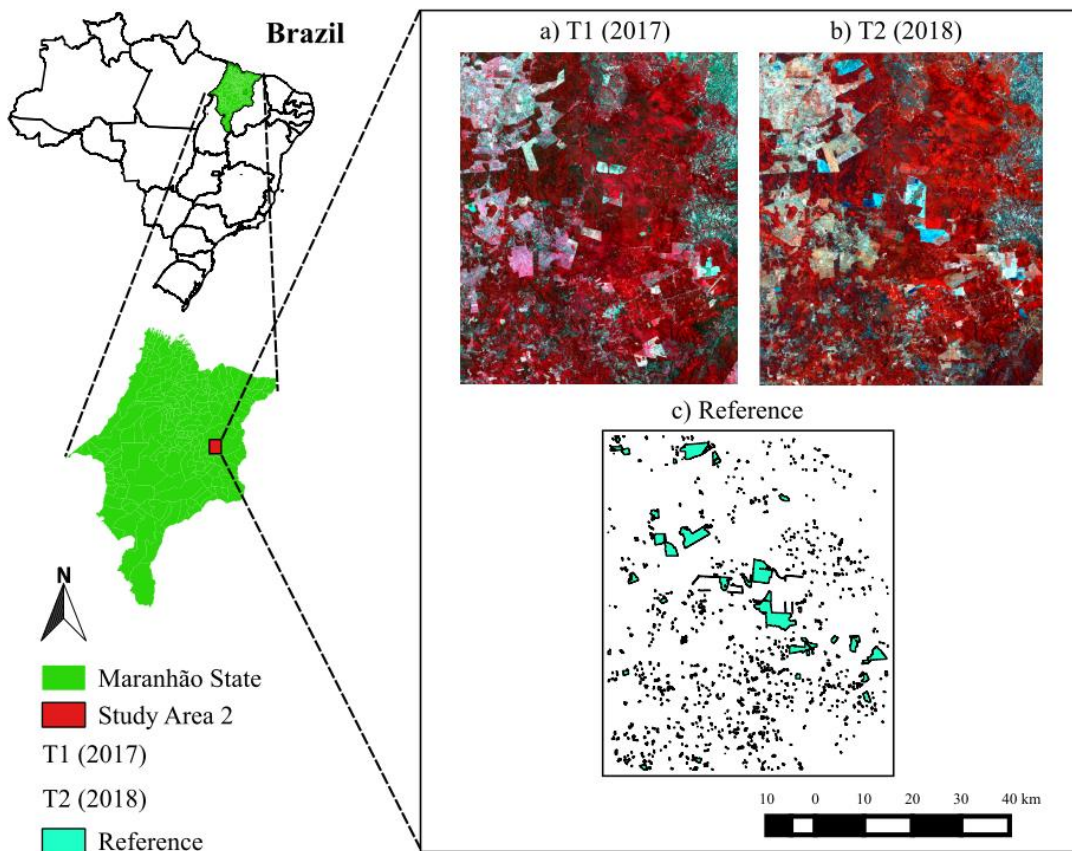 Brazil
a) T1 (2017)
b) T2 (2018)
c) Reference
N
Maranhão State
Study Area 2
T1 (2017)
T2 (2018)
Reference
10 0 10 20 30 40 km